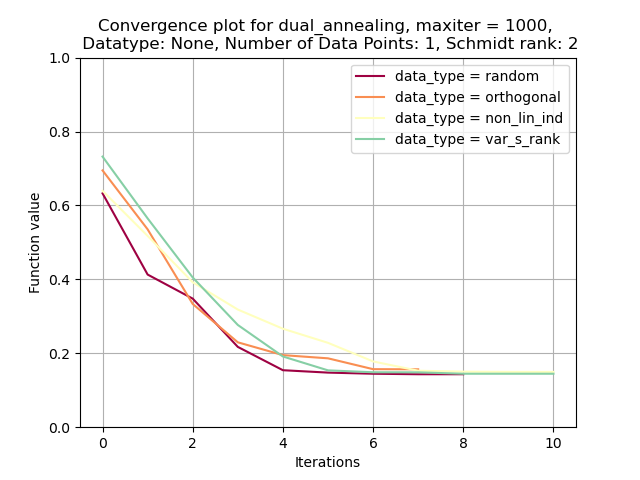 Convergence plot for dual_annealing, maxiter = 1000,
Datatype: None, Number of Data Points: 1, Schmidt rank: 2
data_type = random
data_type = orthogonal
data_type = non_lin_ind
data_type = var_s_rank
Function value
1.0
0.8
0.6
0.4
0.2
0.0
0 2 4 6 8 10
Iterations